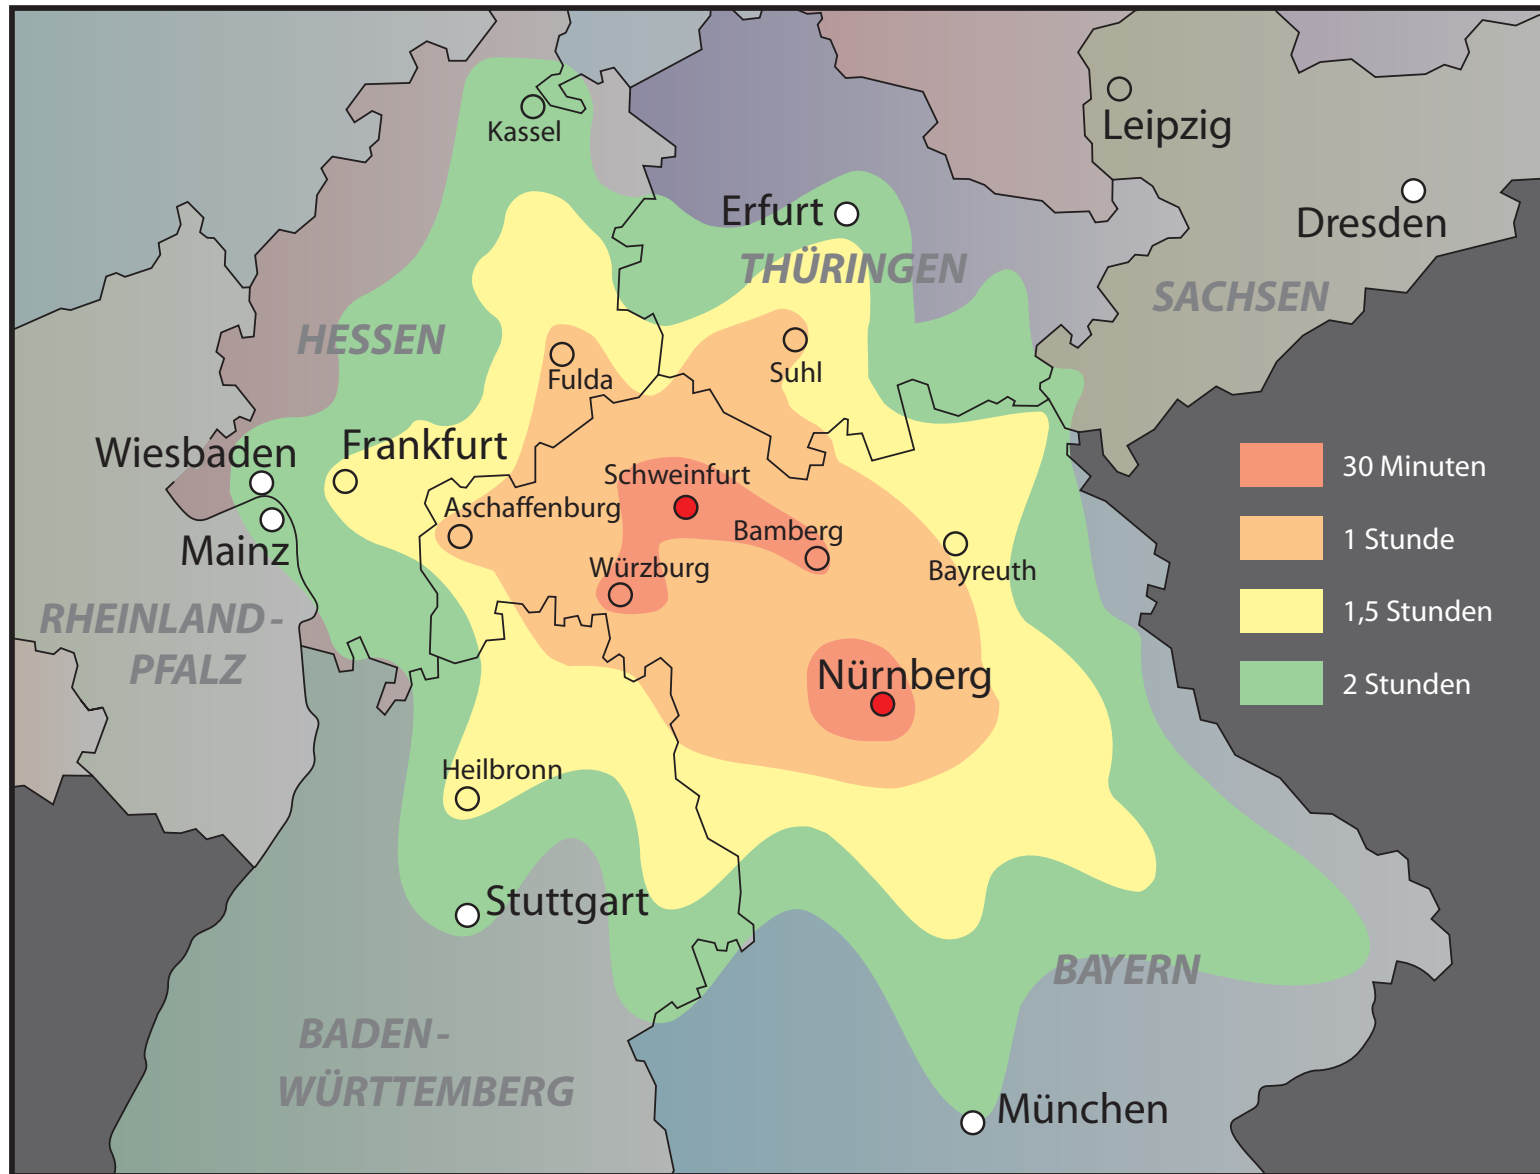 Kassel
Leipzig
Erfurt
Dresden
THÜRINGEN
SACHSEN
HESSEN
Fulda
Suhl
Wiesbaden
Frankfurt
Schweinfurt
Aschaffenburg
Bamberg
Mainz
Würzburg
Bayreuth
RHEINLAND-
PFALZ
Nürnberg
Heilbronn
Stuttgart
BAYERN
BADEN-
WÜRTTEMBERG
München
30 Minuten
1 Stunde
1,5 Stunden
2 Stunden